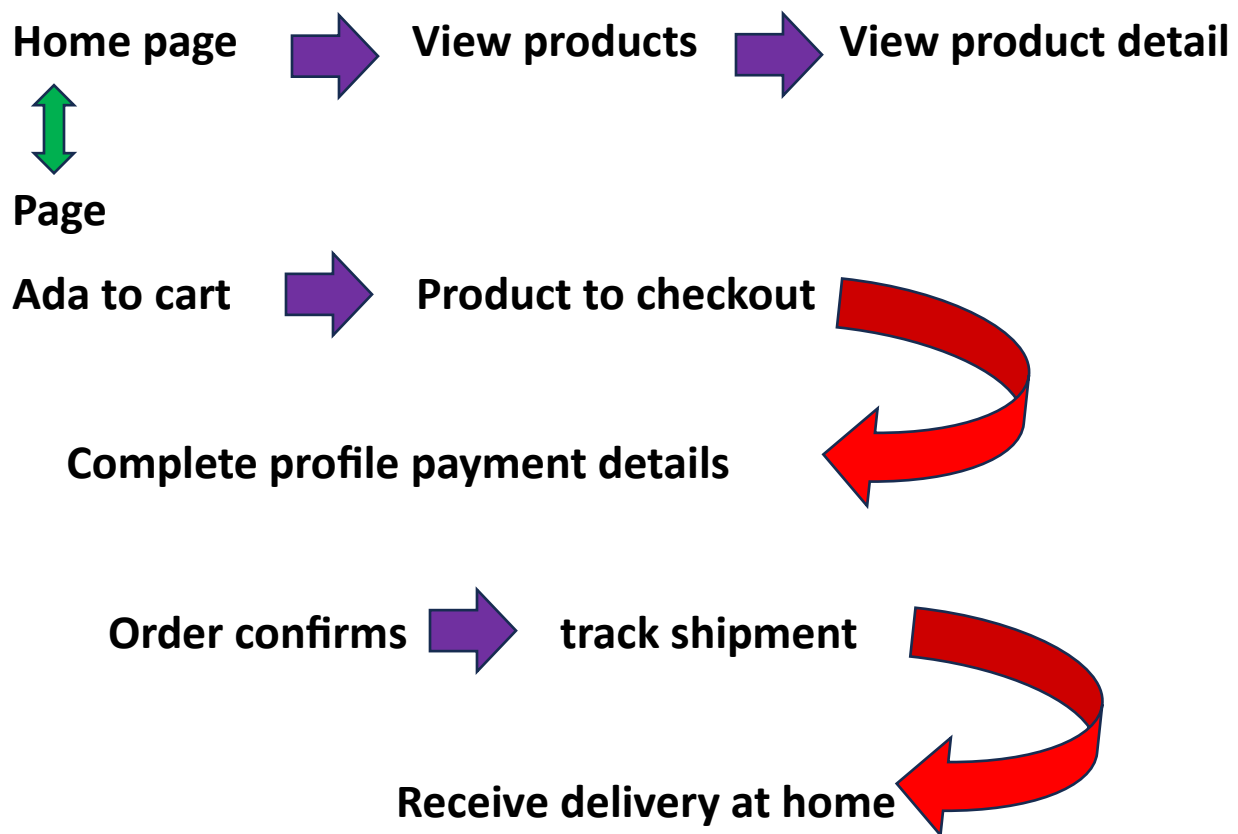 Home page View products View product detail
Page
Ada to cart Product to checkout
Complete profile payment details
Order confirms track shipment
Receive delivery at home